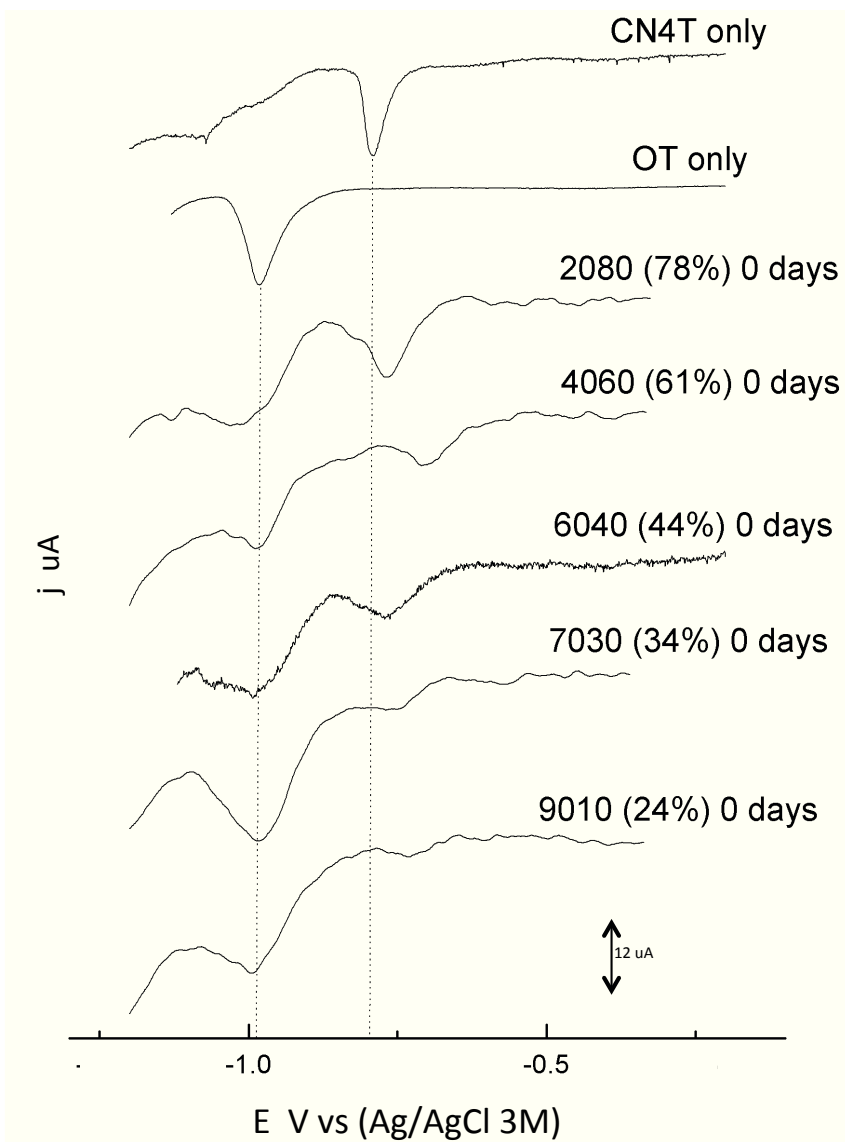 CN4T only
OT only
2080 (78%) 0 days
4060 (61%) 0 days
6040 (44%) 0 days
j uA
7030 (34%) 0 days
9010 (24%) 0 days
12 uA
-1.0
-0.5
E V vs (Ag/AgCl 3M)